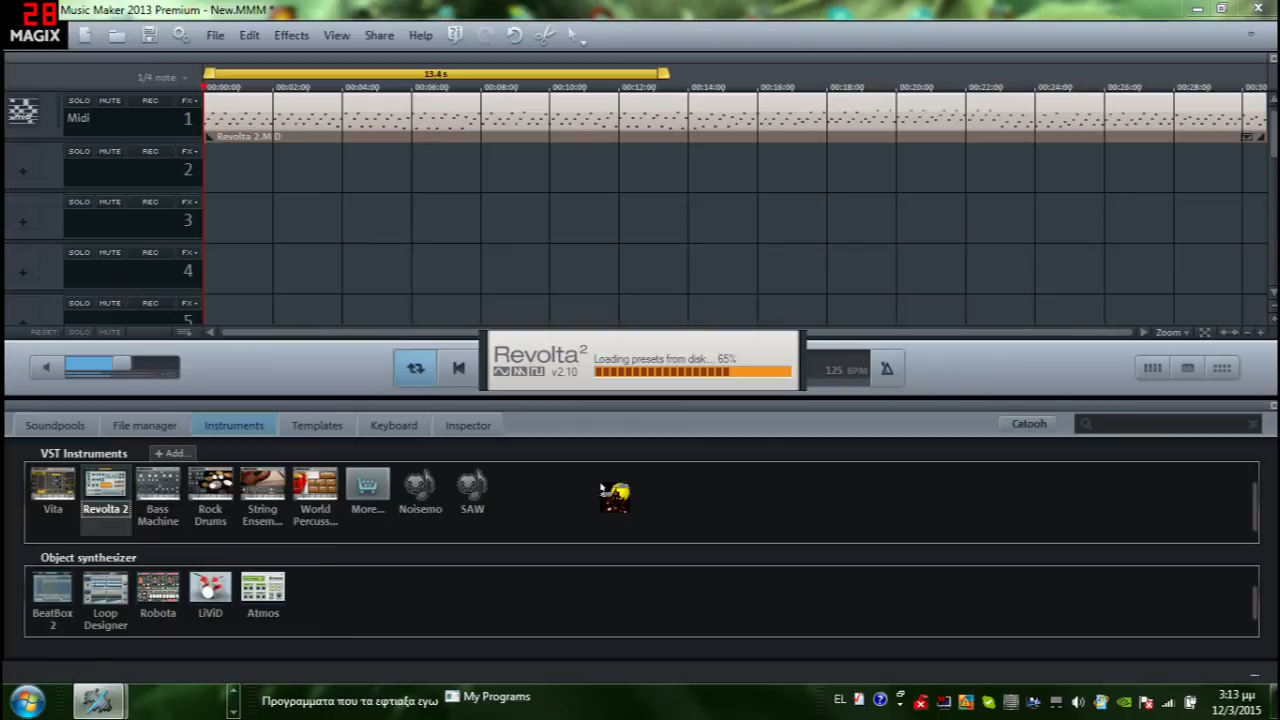 28
Music Maker 2013 Premium - New.MMM *
MAGIX
File Edit Effects View Share Help
1/4 note
13.4 s
00:00:00 00:02:00 00:04:00 00:06:00 00:08:00 00:10:00 00:12:00 00:14:00 00:16:00 00:18:00 00:20:00 00:22:00 00:24:00 00:26:00 00:28:00 00:30
SOLO MUTE REC FX
Midi 1
Revolta 2.MID
SOLO MUTE REC FX
2
SOLO MUTE REC FX
3
SOLO MUTE REC FX
4
SOLO MUTE REC FX
5
RESET: SOLO MUTE
Zoom
Revolta² v2.10
Loading presets from disk... 65%
125 BPM
Soundpools File manager Instruments Templates Keyboard Inspector
Catooh
VST Instruments + Add...
Vita
Revolta 2
Bass Machine
Rock Drums
String Ensem...
World Percuss...
More...
Noisemo
SAW
Object synthesizer
BeatBox 2
Loop Designer
Robota
LiViD
Atmos
Προγραμματα που τα εφτιαξα εγω
My Programs
EL
3:13 μμ
12/3/2015